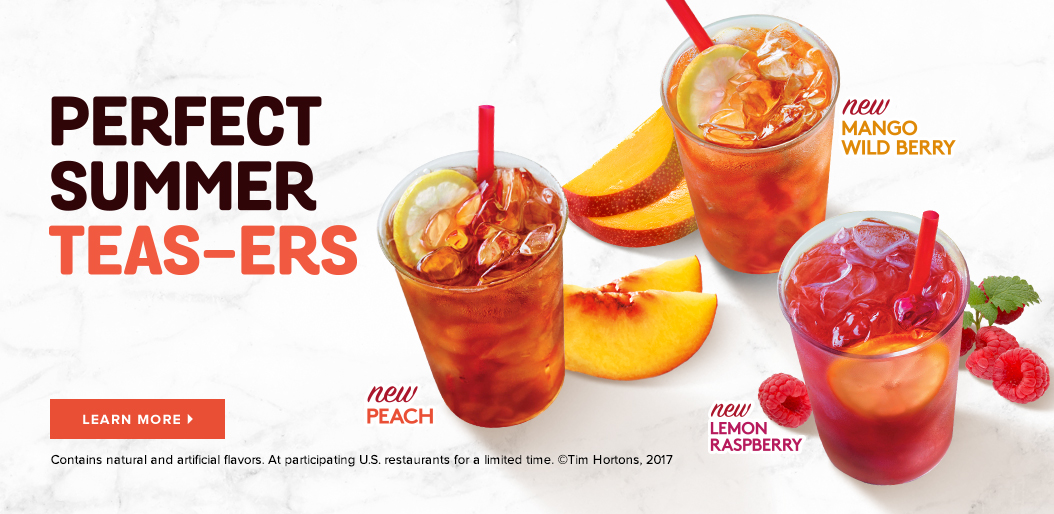 PERFECT
SUMMER
TEAS-ERS
new
MANGO
WILD BERRY
new
PEACH
new
LEMON
RASPBERRY
LEARN MORE
Contains natural and artificial flavors. At participating U.S. restaurants for a limited time. ©Tim Hortons, 2017